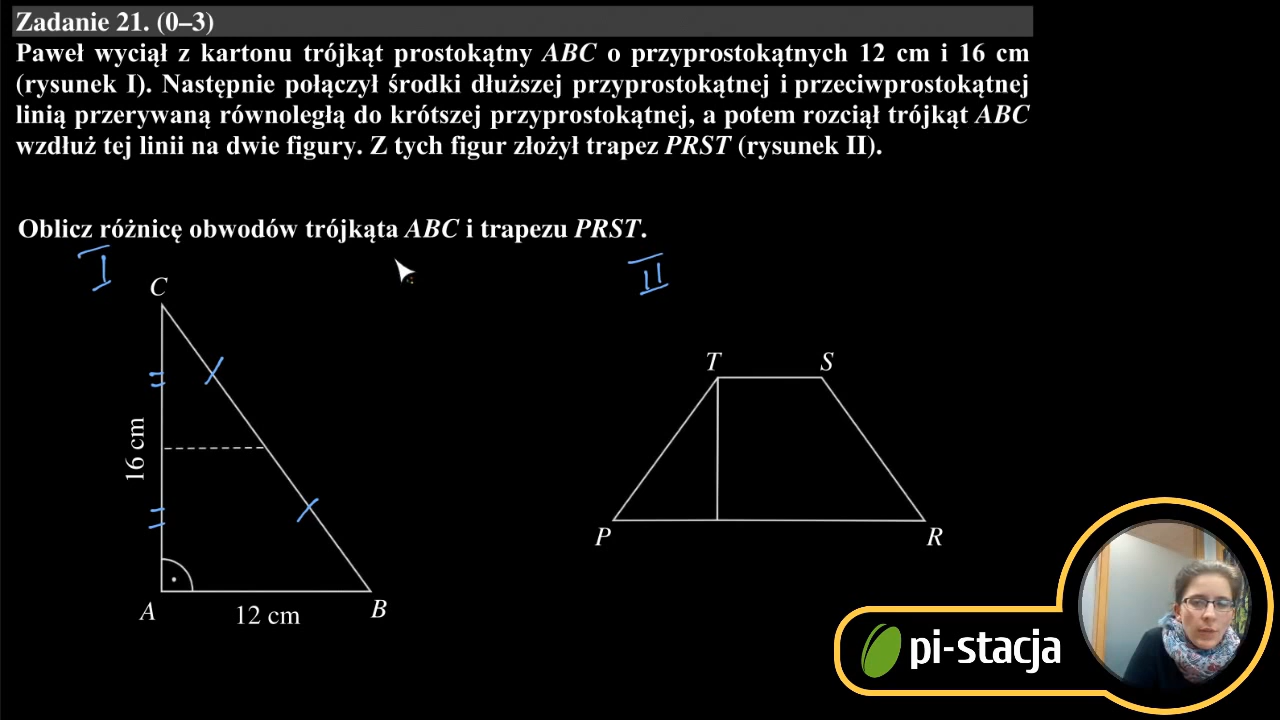 Zadanie 21. (0–3)
Paweł wyciął z kartonu trójkąt prostokątny ABC o przyprostokątnych 12 cm i 16 cm
(rysunek I). Następnie połączył środki dłuższej przyprostokątnej i przeciwprostokątnej
linią przerywaną równoległą do krótszej przyprostokątnej, a potem rozciął trójkąt ABC
wzdłuż tej linii na dwie figury. Z tych figur złożył trapez PRST (rysunek II).
Oblicz różnicę obwodów trójkąta ABC i trapezu PRST.
I
II
C
T
S
16 cm
P
R
A
12 cm
B
pi-stacja